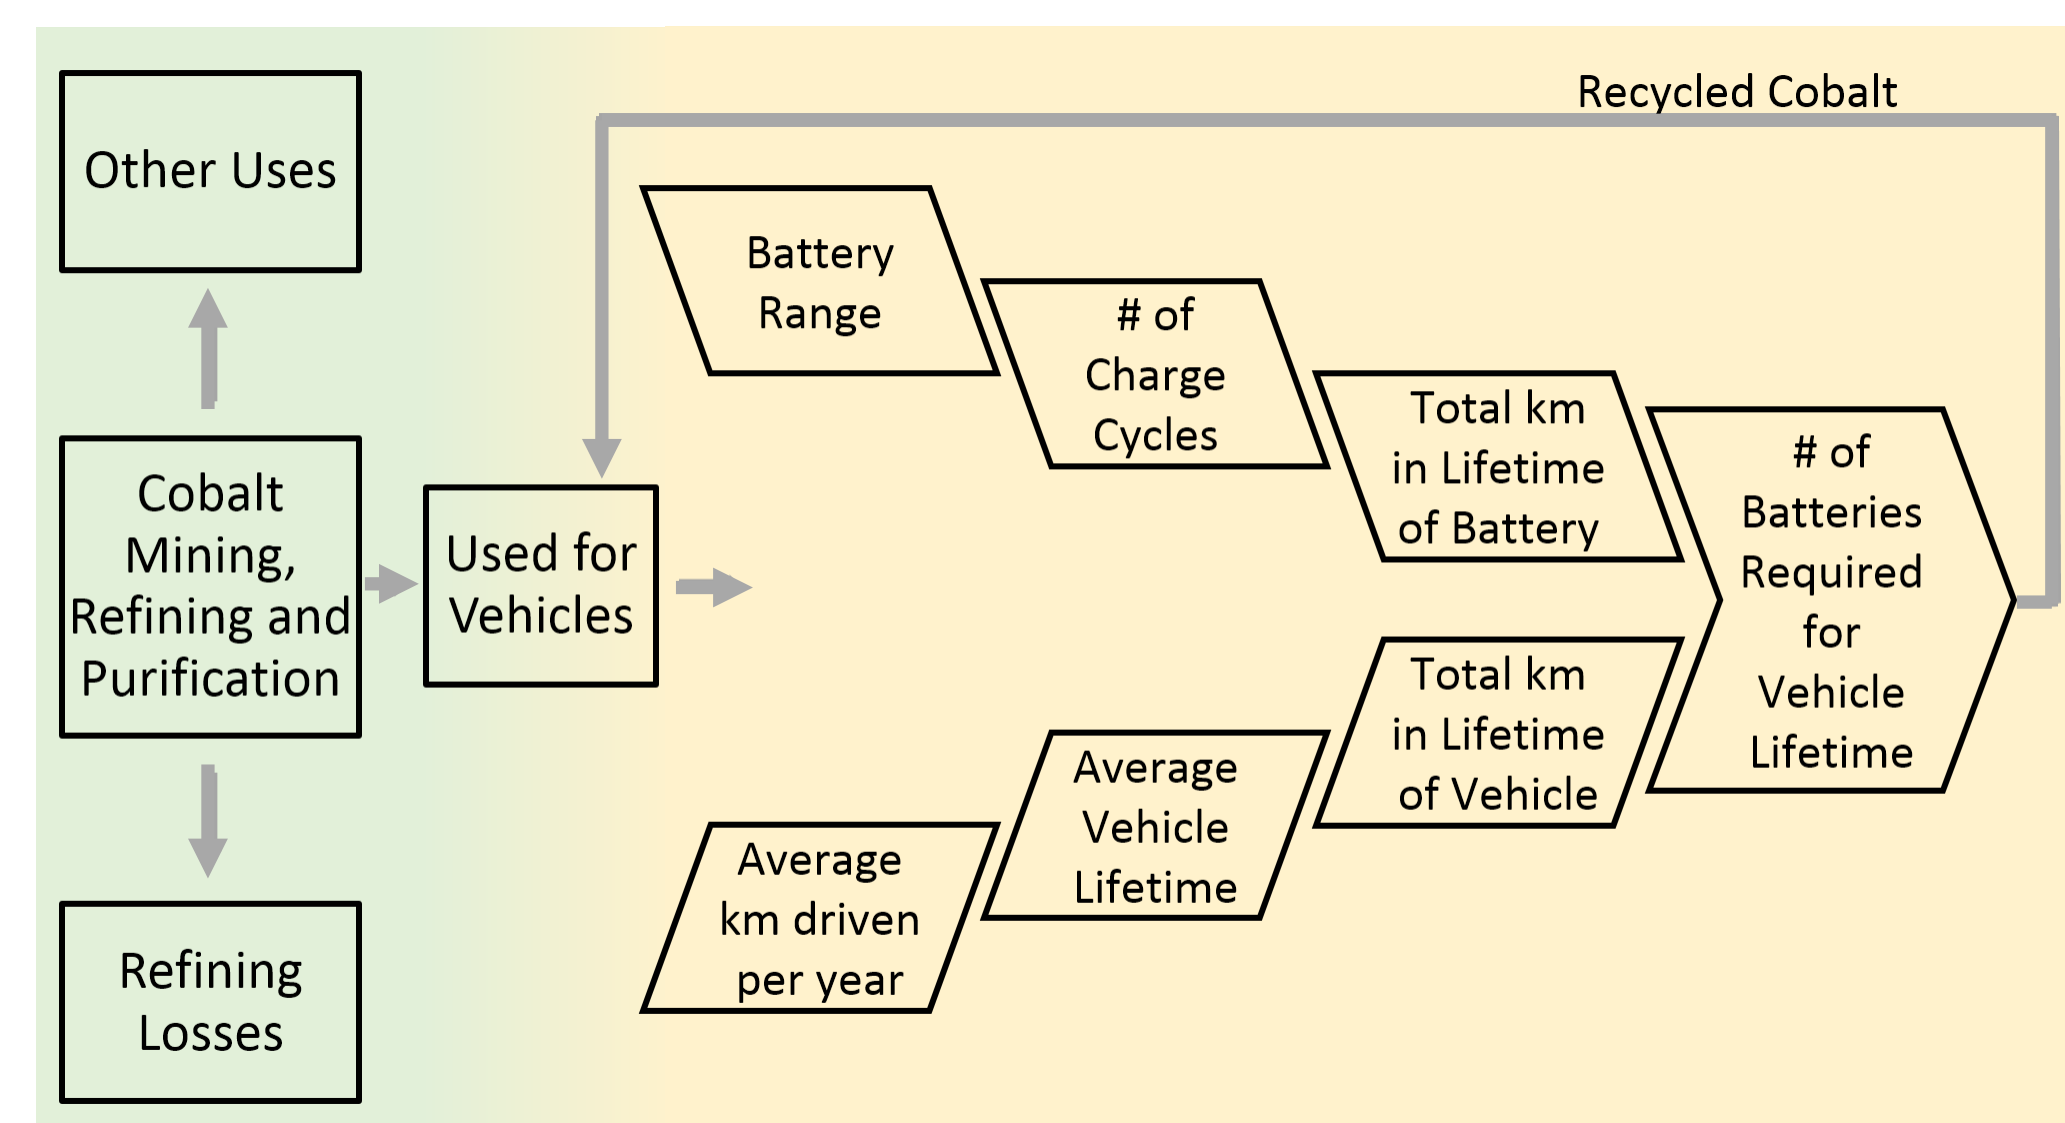 Recycled Cobalt
Other Uses
Cobalt
Mining,
Refining and
Purification
Refining
Losses
Used for
Vehicles
Battery
Range
# of
Charge
Cycles
Total km
in Lifetime
of Battery
Average
km driven
per year
Average
Vehicle
Lifetime
Total km
in Lifetime
of Vehicle
# of
Batteries
Required
for
Vehicle
Lifetime